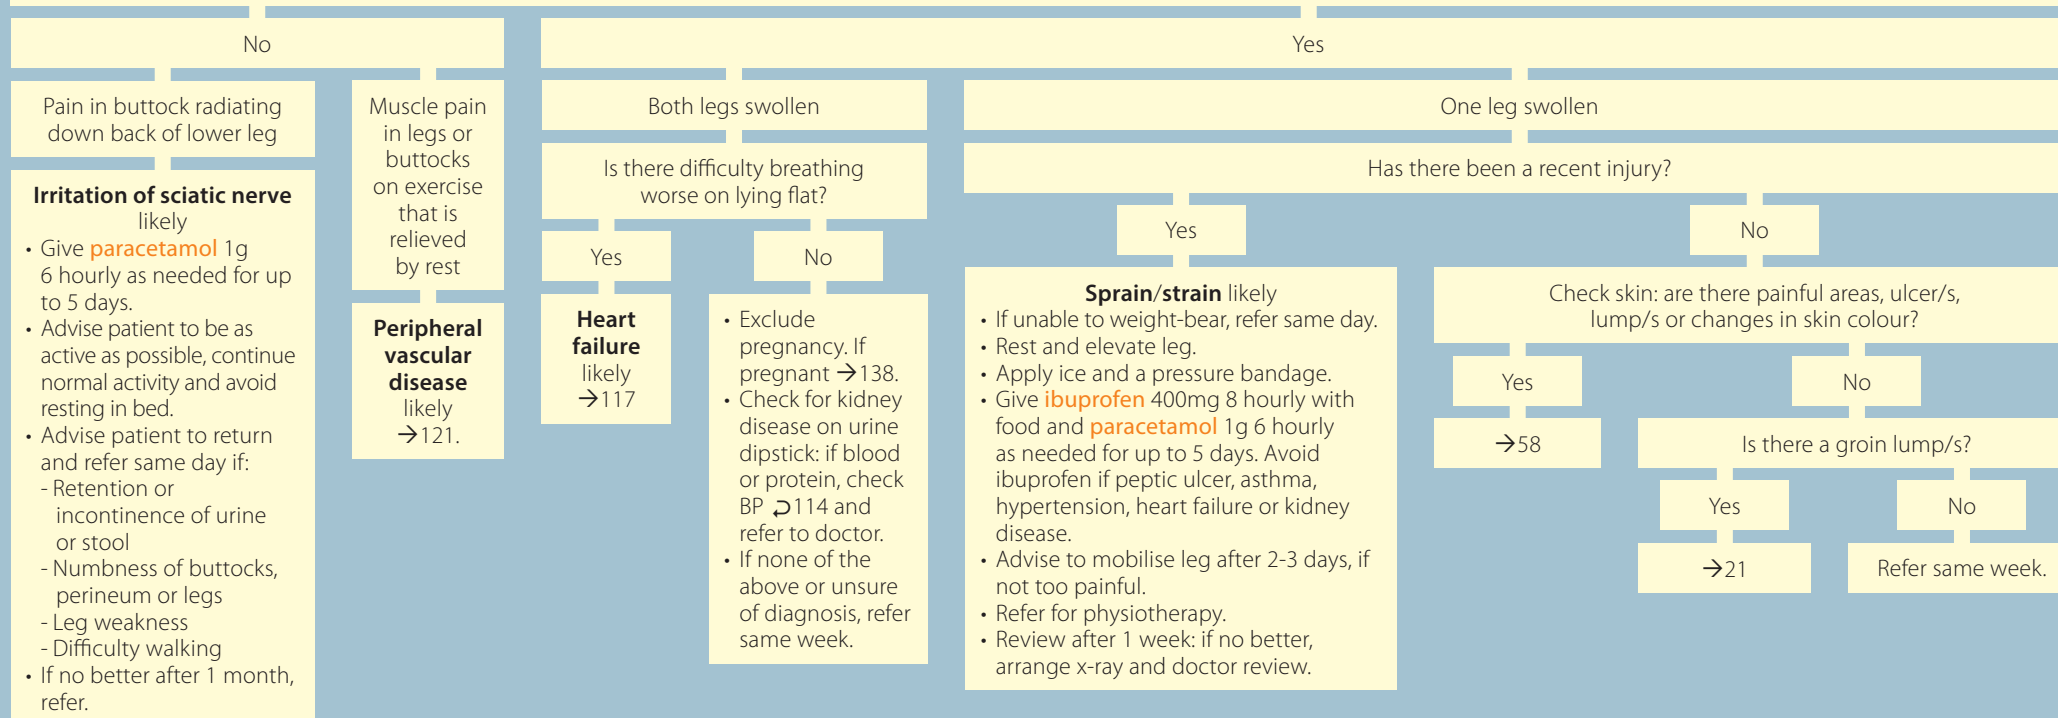 No
Yes
Pain in buttock radiating
down back of lower leg
Irritation of sciatic nerve
likely
• Give paracetamol 1g
6 hourly as needed for up
to 5 days.
• Advise patient to be as
active as possible, continue
normal activity and avoid
resting in bed.
• Advise patient to return
and refer same day if:
- Retention or
incontinence of urine
or stool
- Numbness of buttocks,
perineum or legs
- Leg weakness
- Difficulty walking
• If no better after 1 month,
refer.
Muscle pain
in legs or
buttocks
on exercise
that is
relieved
by rest
Peripheral
vascular
disease
likely
→121.
Both legs swollen
Is there difficulty breathing
worse on lying flat?
Yes
Heart
failure
likely
→117
No
• Exclude
pregnancy. If
pregnant →138.
• Check for kidney
disease on urine
dipstick: if blood
or protein, check
BP ⮌114 and
refer to doctor.
• If none of the
above or unsure
of diagnosis, refer
same week.
One leg swollen
Has there been a recent injury?
Yes
Sprain/strain likely
• If unable to weight-bear, refer same day.
• Rest and elevate leg.
• Apply ice and a pressure bandage.
• Give ibuprofen 400mg 8 hourly with
food and paracetamol 1g 6 hourly
as needed for up to 5 days. Avoid
ibuprofen if peptic ulcer, asthma,
hypertension, heart failure or kidney
disease.
• Advise to mobilise leg after 2-3 days, if
not too painful.
• Refer for physiotherapy.
• Review after 1 week: if no better,
arrange x-ray and doctor review.
No
Check skin: are there painful areas, ulcer/s,
lump/s or changes in skin colour?
Yes
→58
No
Is there a groin lump/s?
Yes
→21
No
Refer same week.